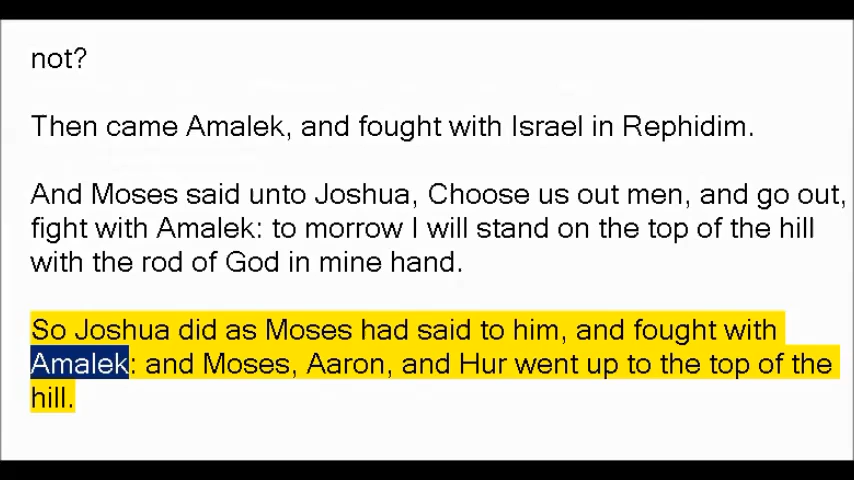 not?
Then came Amalek, and fought with Israel in Rephidim.
And Moses said unto Joshua, Choose us out men, and go out,
fight with Amalek: to morrow I will stand on the top of the hill
with the rod of God in mine hand.
So Joshua did as Moses had said to him, and fought with
Amalek: and Moses, Aaron, and Hur went up to the top of the
hill.